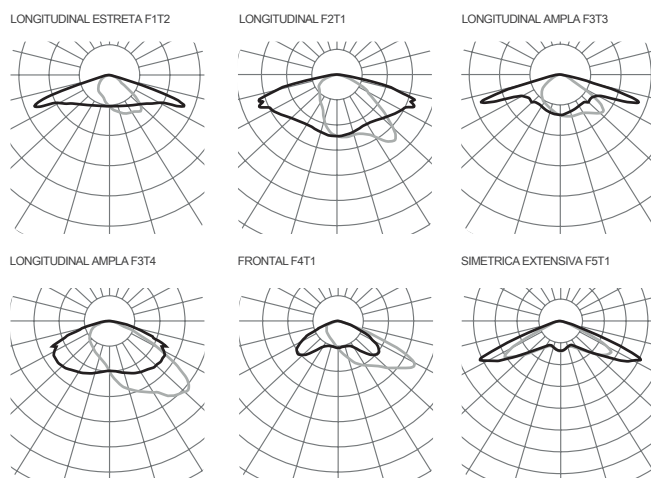 LONGITUDINAL ESTRETA F1T2
LONGITUDINAL F2T1
LONGITUDINAL AMPLA F3T3
LONGITUDINAL AMPLA F3T4
FRONTAL F4T1
SIMETRICA EXTENSIVA F5T1